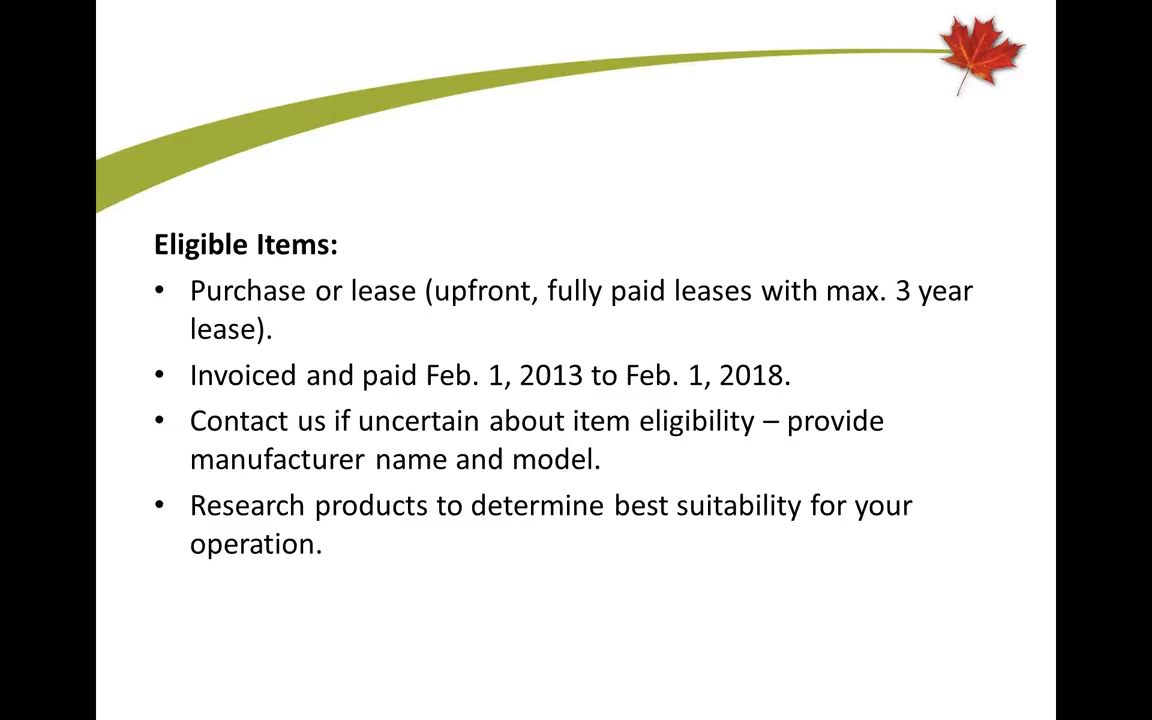 Eligible Items:
• Purchase or lease (upfront, fully paid leases with max. 3 year
lease).
• Invoiced and paid Feb. 1, 2013 to Feb. 1, 2018.
• Contact us if uncertain about item eligibility – provide
manufacturer name and model.
• Research products to determine best suitability for your
operation.